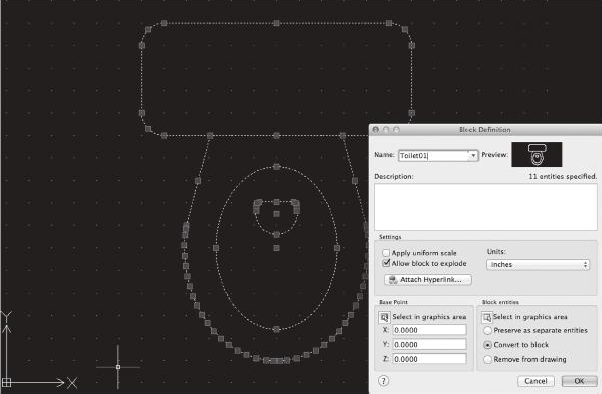 Block Definition
Name: Toilet01 Preview:
Description: 11 entities specified.
Settings
Apply uniform scale
Allow block to explode
Attach Hyperlink...
Units:
inches
Base Point
Select in graphics area
X: 0.0000
Y: 0.0000
Z: 0.0000
Block entities
Select in graphics area
Preserve as separate entities
Convert to block
Remove from drawing
? Cancel OK
Y
X